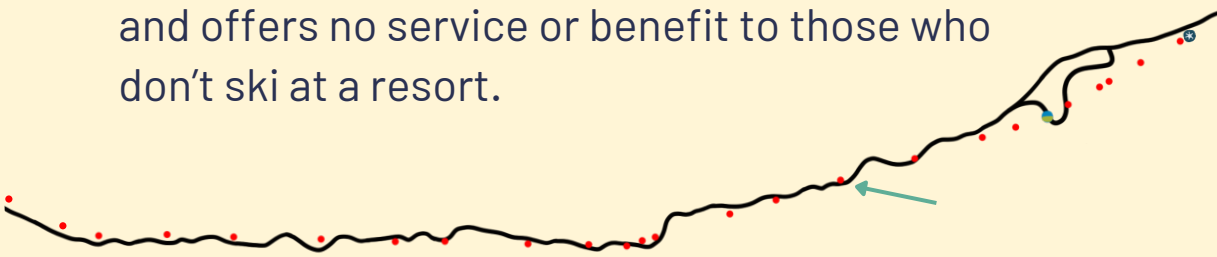 and offers no service or benefit to those who
don't ski at a resort.